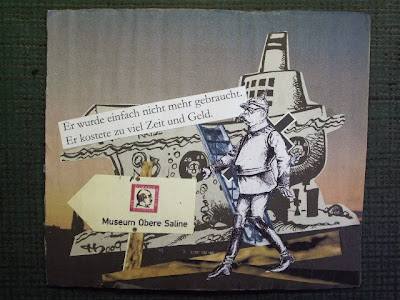 Er wurde einfach nicht mehr gebraucht.
Er kostete zu viel Zeit und Geld.
Museum Obere Saline